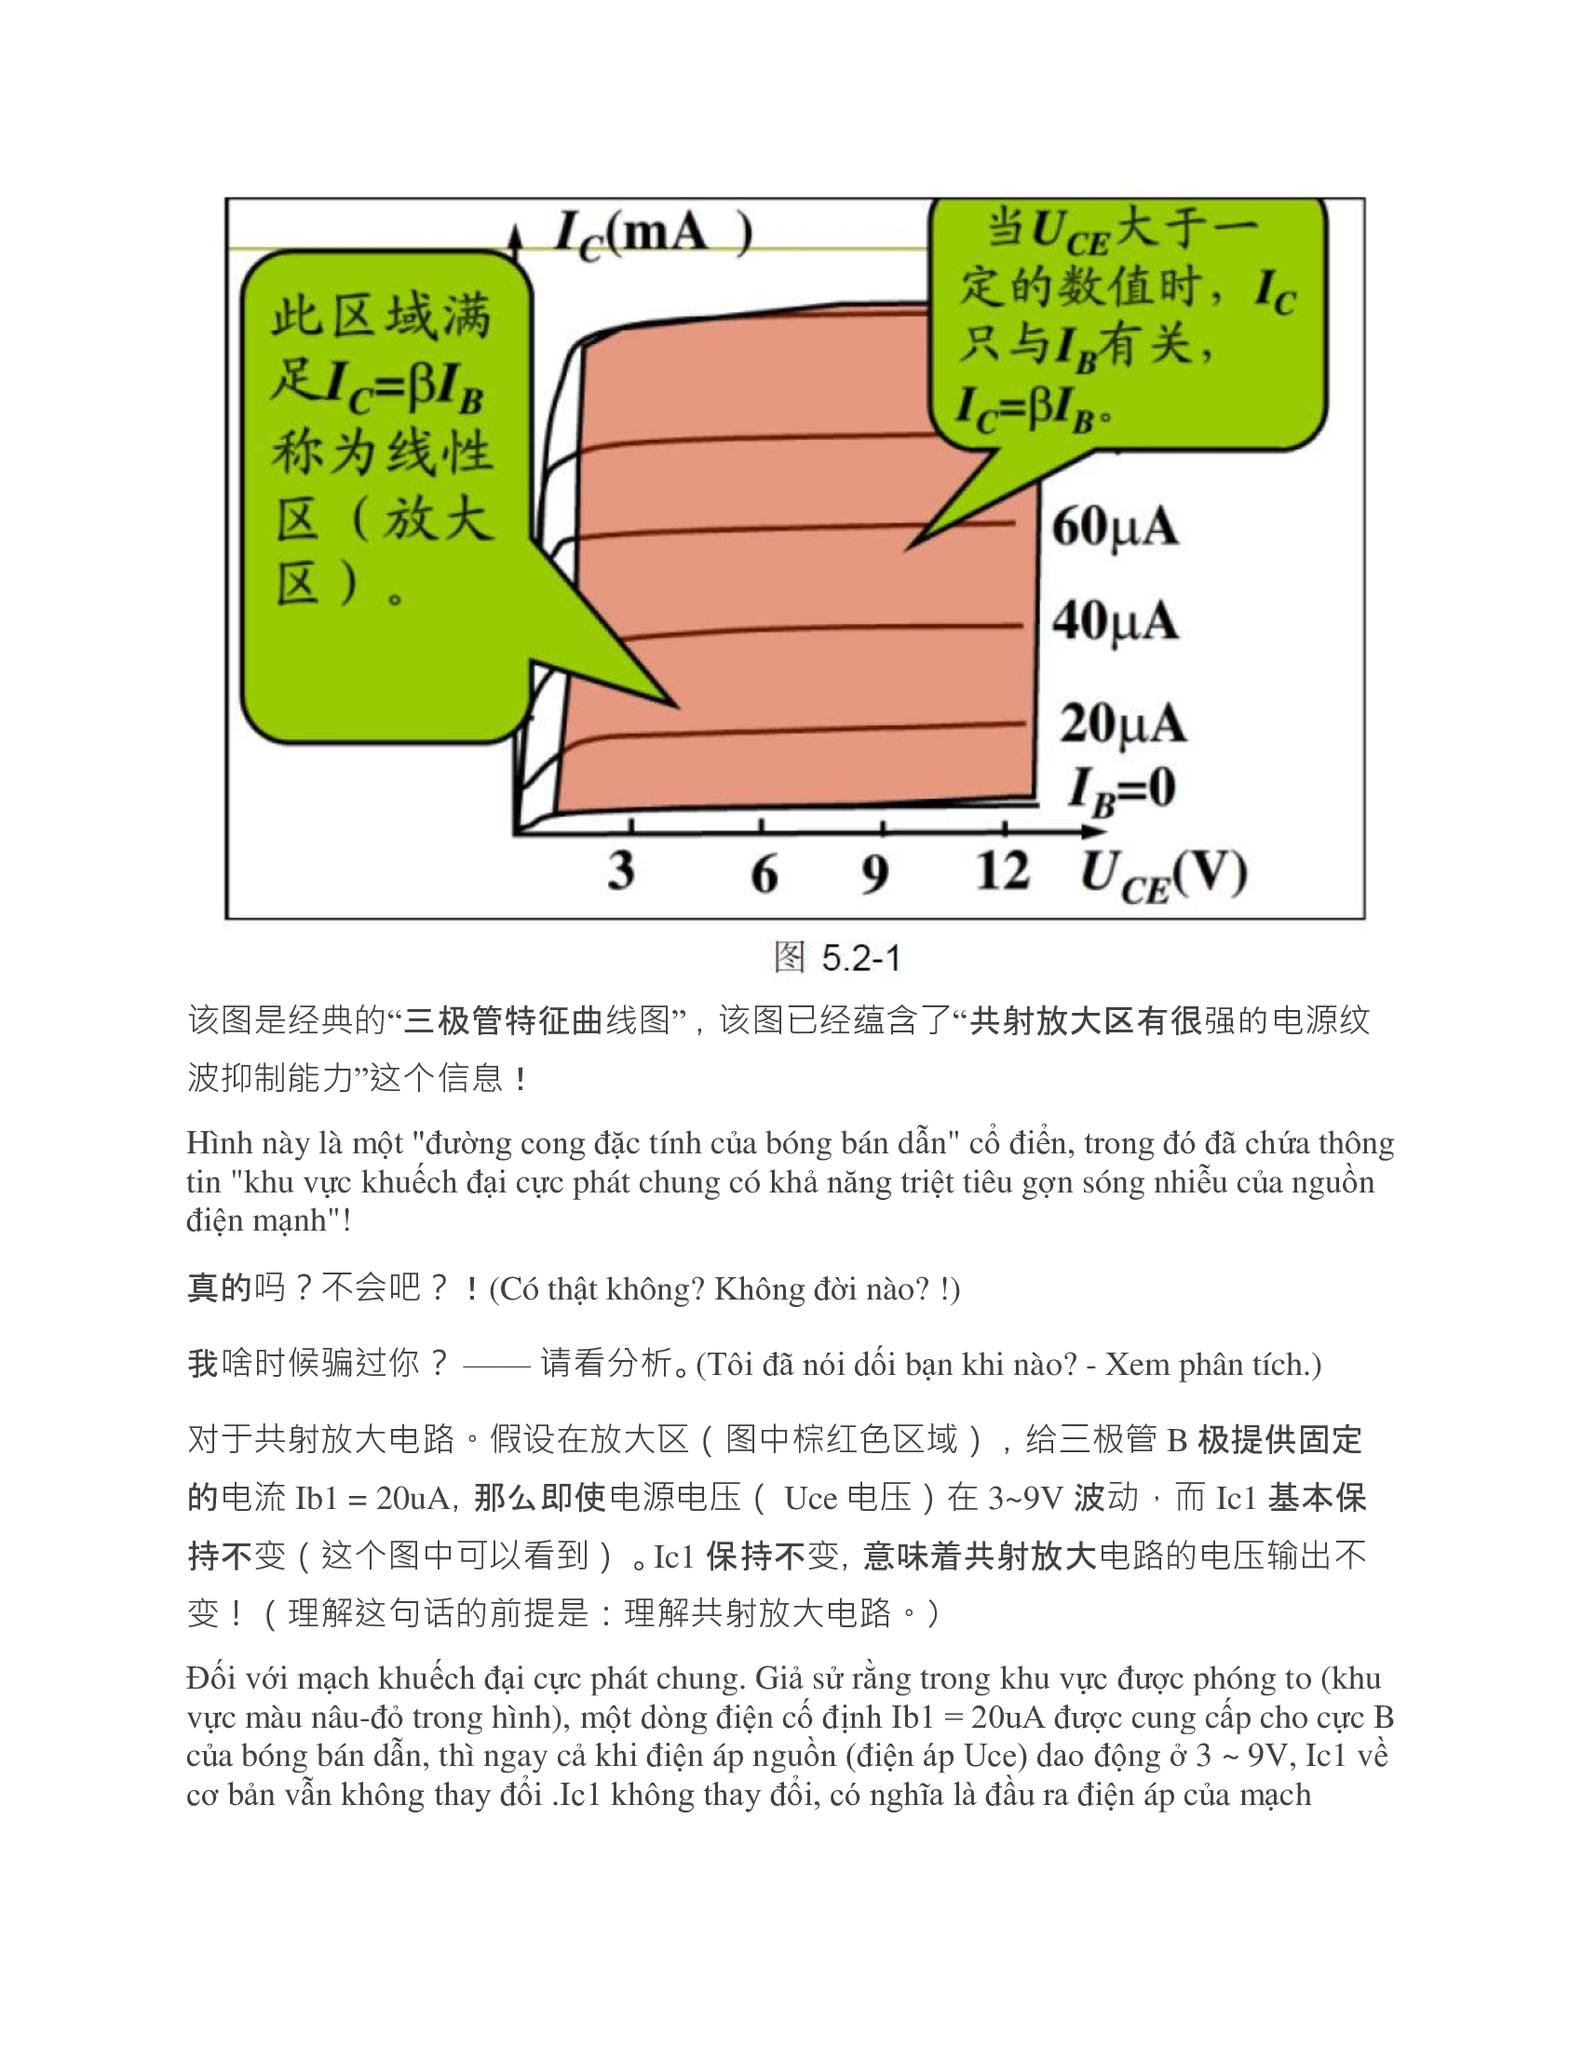 I_C(mA )
当U_CE大于一
定的数值时，I_C
只与I_B有关，
I_C=βI_B。
此区域满
足I_C=βI_B
称为线性
区（放大
区）。
60μA
40μA
20μA
I_B=0
3 6 9 12 U_CE(V)
图 5.2-1
该图是经典的“三极管特征曲线图”，该图已经蕴含了“共射放大区有很强的电源纹
波抑制能力”这个信息！
Hình này là một "đường cong đặc tính của bóng bán dẫn" cổ điển, trong đó đã chứa thông
tin "khu vực khuếch đại cực phát chung có khả năng triệt tiêu gợn sóng nhiễu của nguồn
điện mạnh"!
真的吗？不会吧？！(Có thật không? Không đời nào? !)
我啥时候骗过你？ —— 请看分析。(Tôi đã nói dối bạn khi nào? - Xem phân tích.)
对于共射放大电路。假设在放大区（图中棕红色区域），给三极管 B 极提供固定
的电流 Ib1 = 20uA，那么即使电源电压（ Uce 电压）在 3~9V 波动，而 Ic1 基本保
持不变（这个图中可以看到）。Ic1 保持不变，意味着共射放大电路的电压输出不
变！（理解这句话的前提是：理解共射放大电路。）
Đối với mạch khuếch đại cực phát chung. Giả sử rằng trong khu vực được phóng to (khu
vực màu nâu-đỏ trong hình), một dòng điện cố định Ib1 = 20uA được cung cấp cho cực B
của bóng bán dẫn, thì ngay cả khi điện áp nguồn (điện áp Uce) dao động ở 3 ~ 9V, Ic1 về
cơ bản vẫn không thay đổi .Ic1 không thay đổi, có nghĩa là đầu ra điện áp của mạch